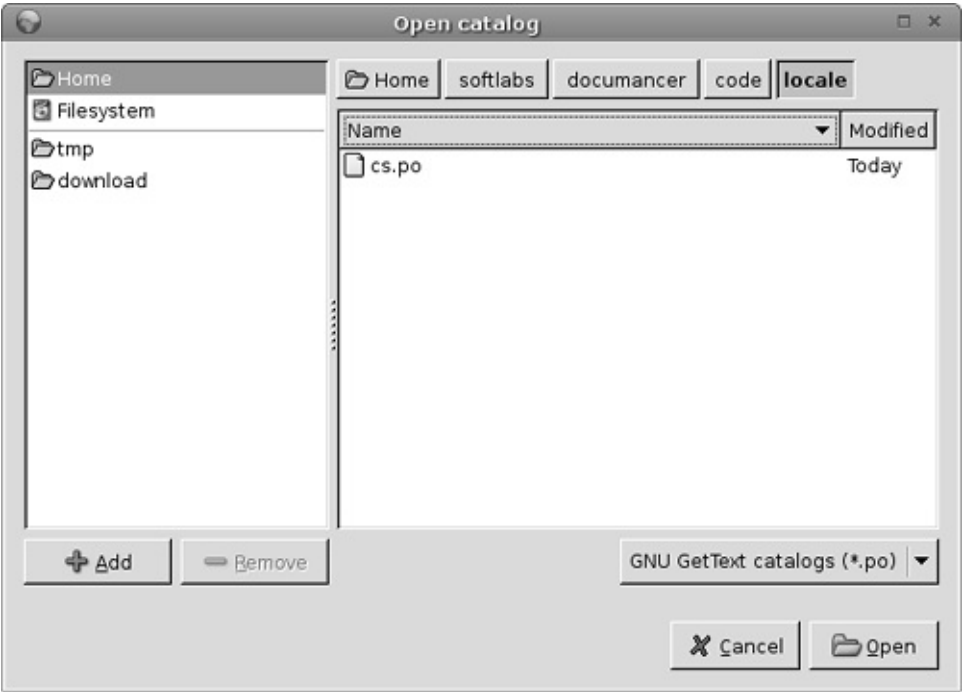 Open catalog
Home
Filesystem
tmp
download
Add
Remove
Home softlabs documancer code locale
Name Modified
cs.po Today
GNU GetText catalogs (*.po)
Cancel Open